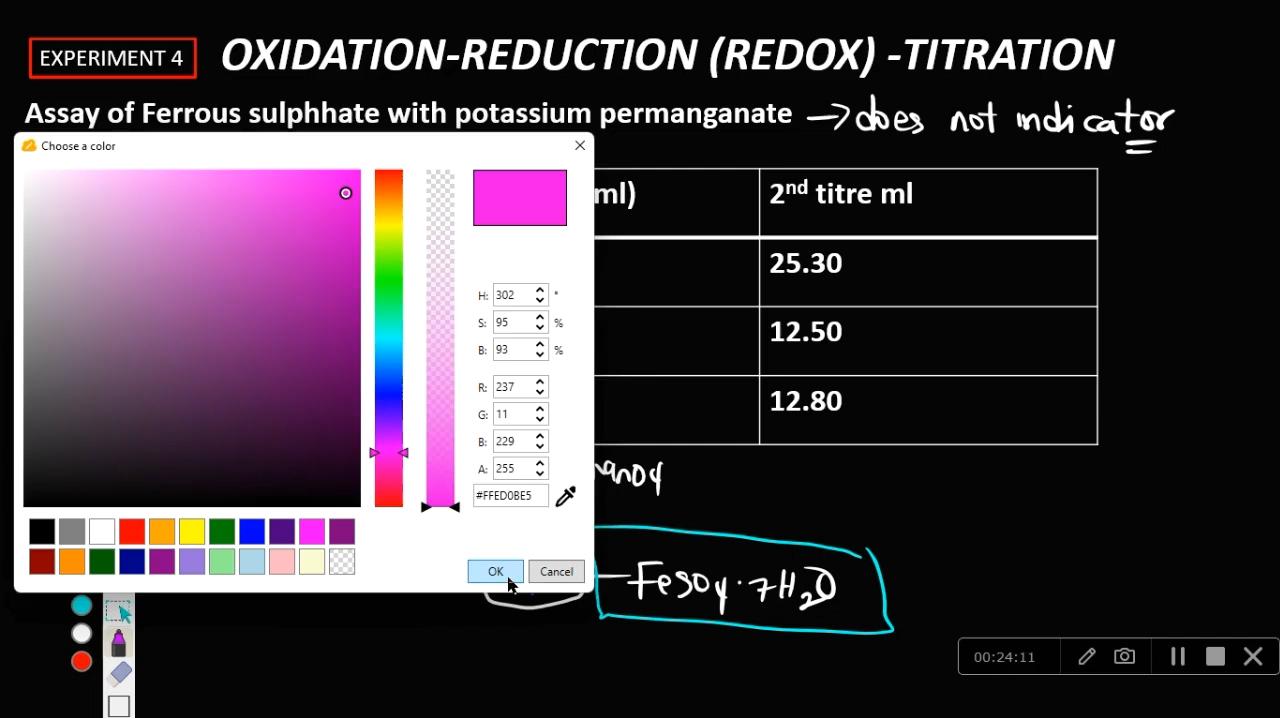 EXPERIMENT 4 OXIDATION-REDUCTION (REDOX) -TITRATION
Assay of Ferrous sulphhate with potassium permanganate → does not indicator
Choose a color
ml) 2nd titre ml
25.30
12.50
12.80
H: 302 °
S: 95 %
B: 93 %
R: 237
G: 11
B: 229
A: 255
#FFED0BE5
OK Cancel
FeSO4·7H2O
00:24:11